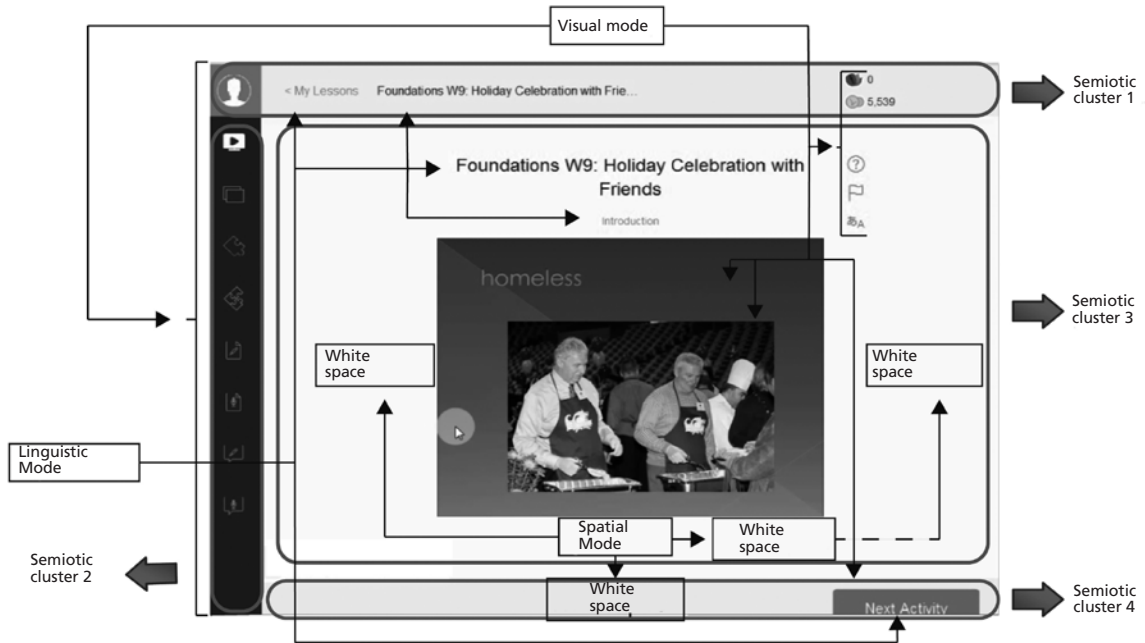 Visual mode
< My Lessons Foundations W9: Holiday Celebration with Frie...
0
5,539
Semiotic
cluster 1
Foundations W9: Holiday Celebration with
Friends
Introduction
homeless
Semiotic
cluster 3
White
space
White
space
Linguistic
Mode
Spatial
Mode
White
space
Semiotic
cluster 2
White
space
Next Activity
Semiotic
cluster 4